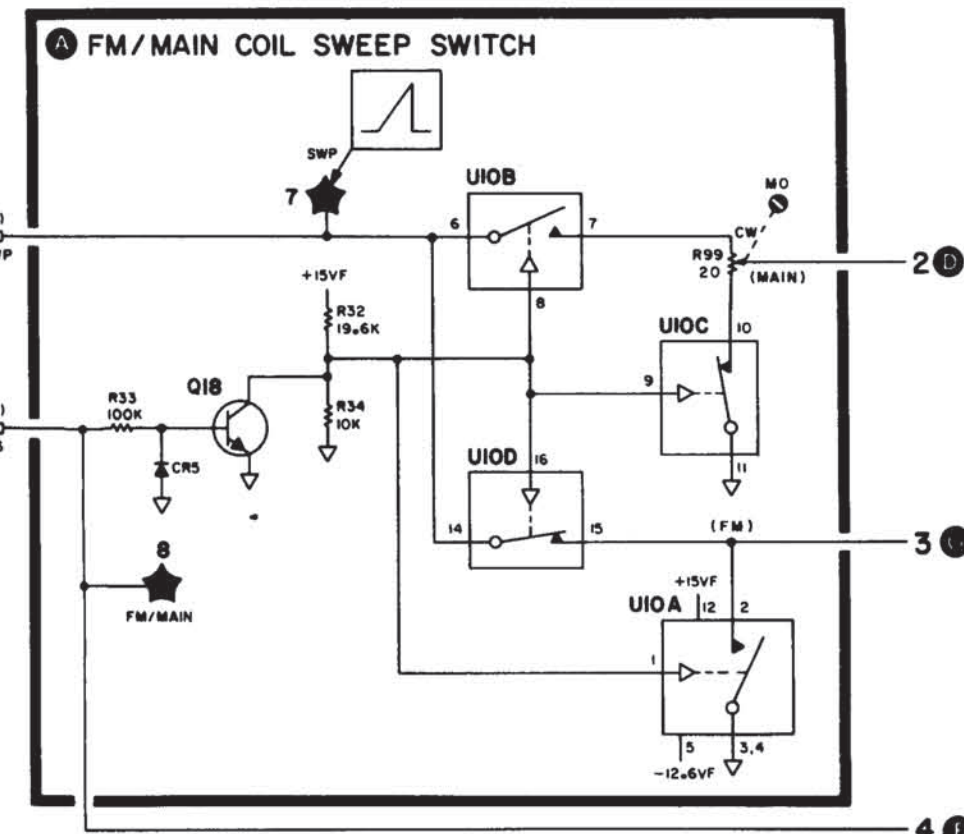 A FM/MAIN COIL SWEEP SWITCH
SWP
7
U10B
6
7
8
MO
CW
R99
20
(MAIN)
2 D
+15VF
R32
19.6K
U10C
10
9
11
Q18
R33
100K
R34
10K
CR5
U10D
16
14
15
(FM)
3
8
FM/MAIN
+15VF
U10A
12
2
1
5
3,4
-12.6VF
4